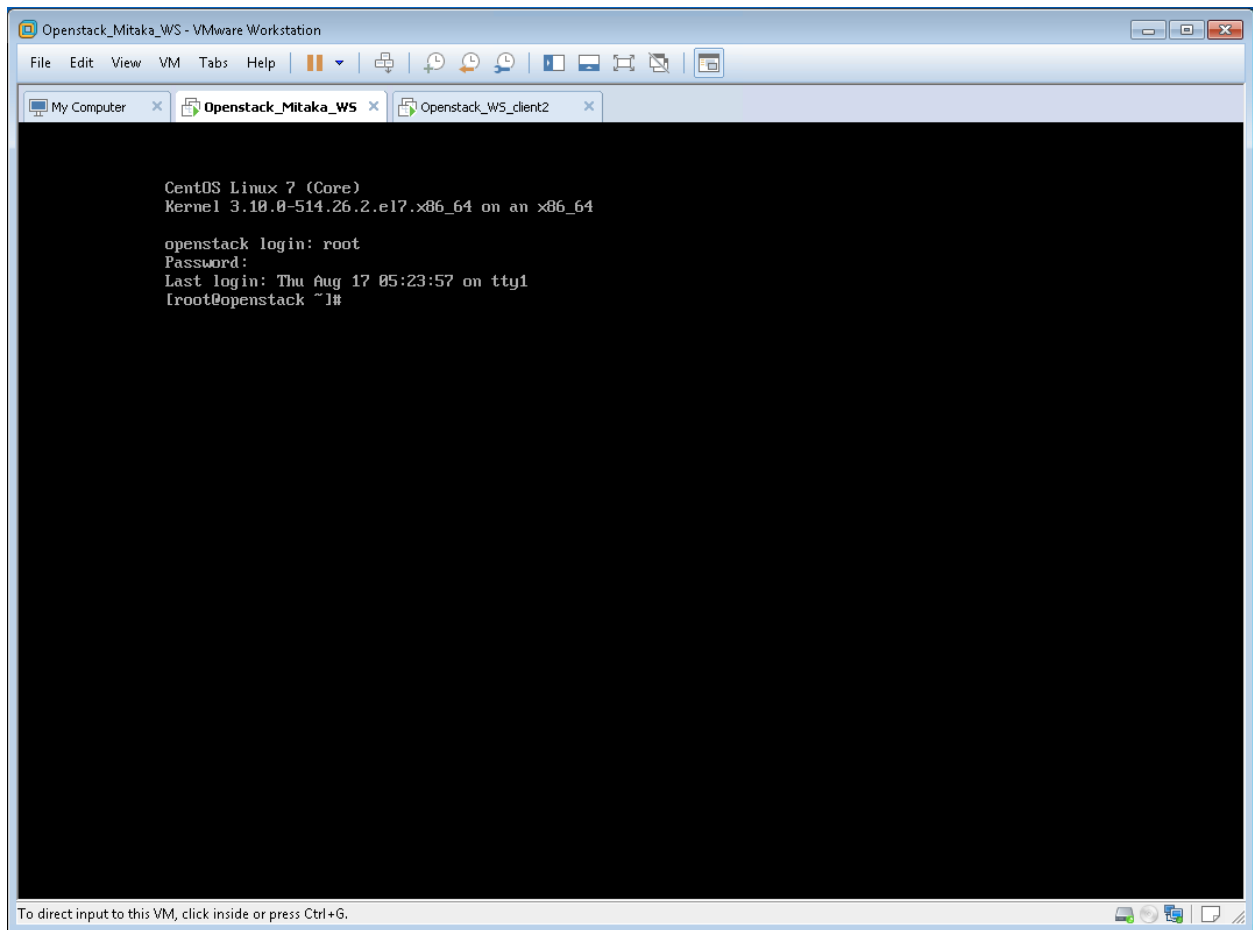 Openstack_Mitaka_WS - VMware Workstation
File Edit View VM Tabs Help
My Computer Openstack_Mitaka_WS Openstack_WS_client2
CentOS Linux 7 (Core)
Kernel 3.10.0-514.26.2.el7.x86_64 on an x86_64
openstack login: root
Password:
Last login: Thu Aug 17 05:23:57 on tty1
[root@openstack ~]#
To direct input to this VM, click inside or press Ctrl+G.